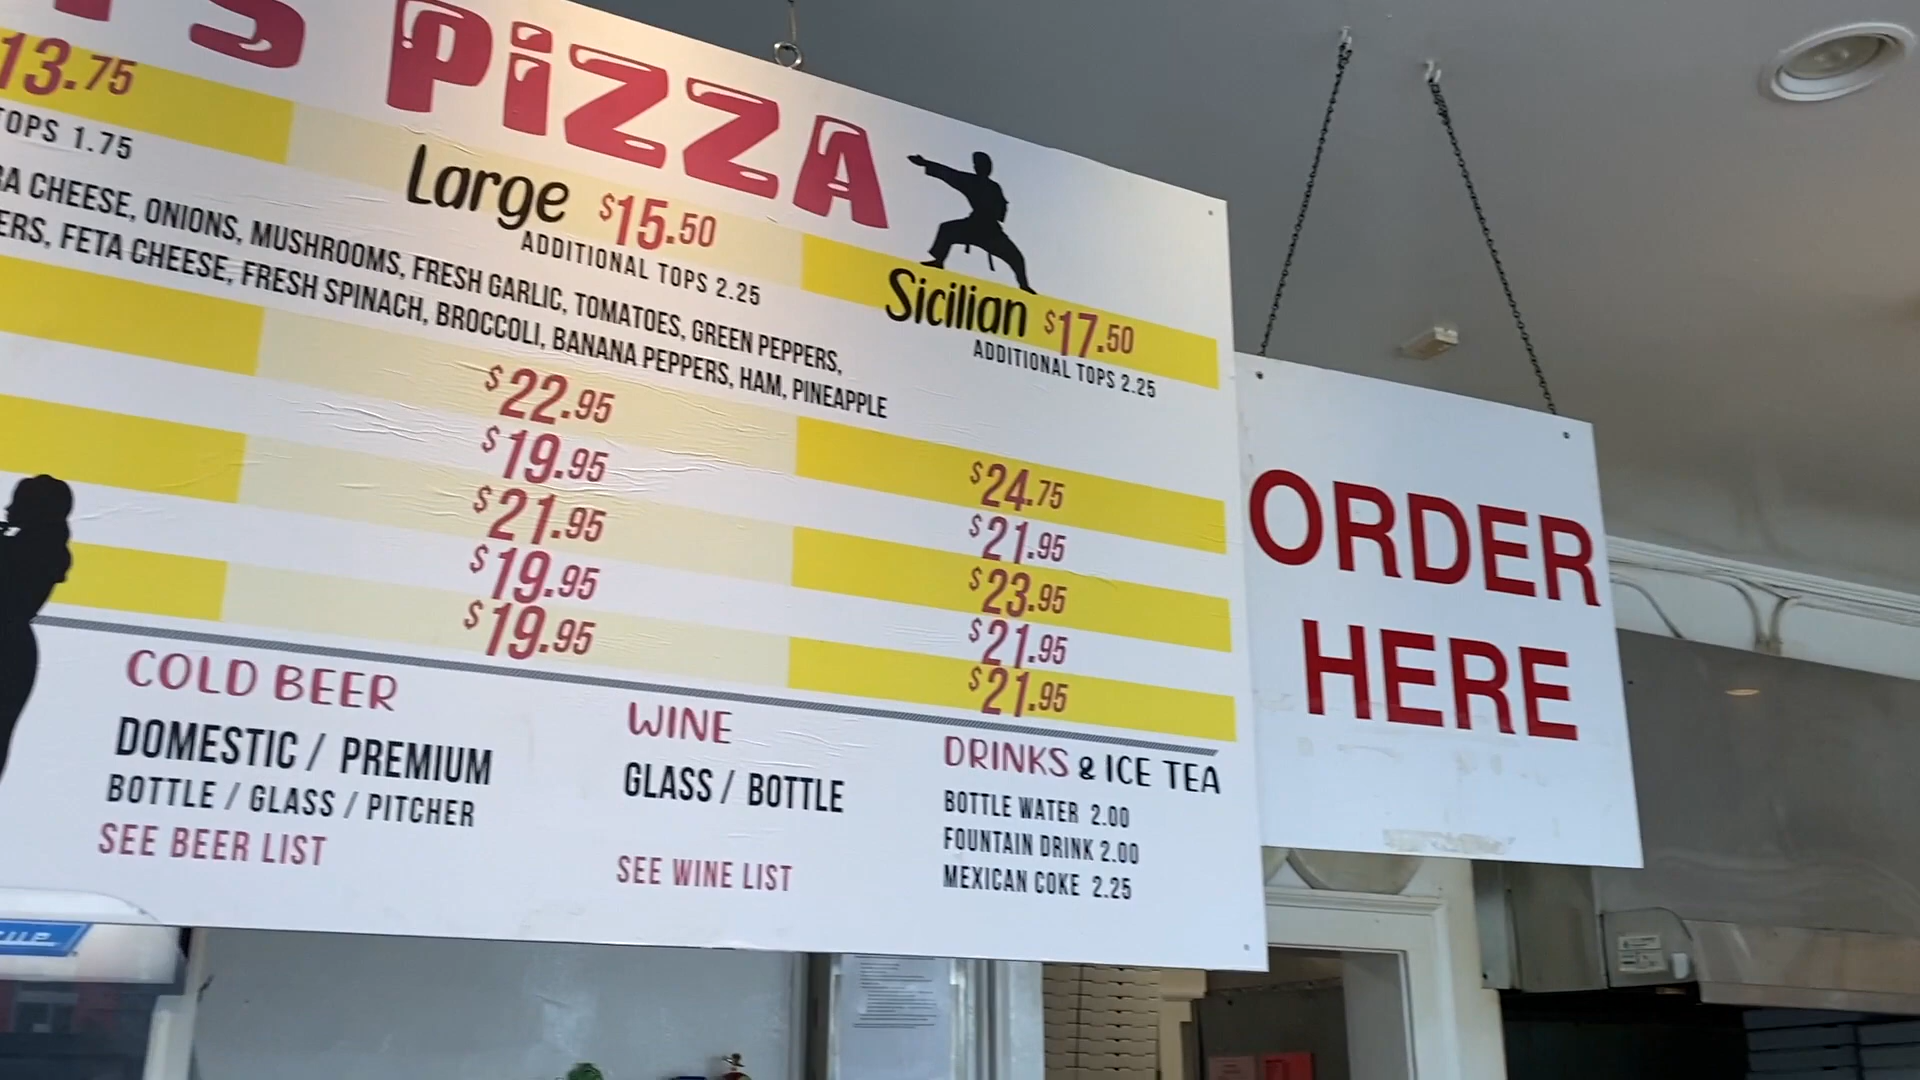 PIZZA
13.75
TOPS 1.75
Large $15.50
ADDITIONAL TOPS 2.25
Sicilian $17.50
ADDITIONAL TOPS 2.25
CHEESE, ONIONS, MUSHROOMS, FRESH GARLIC, TOMATOES, GREEN PEPPERS,
FETA CHEESE, FRESH SPINACH, BROCCOLI, BANANA PEPPERS, HAM, PINEAPPLE
$22.95 $24.75
$19.95 $21.95
$21.95 $23.95
$19.95 $21.95
$19.95 $21.95
COLD BEER
DOMESTIC / PREMIUM
BOTTLE / GLASS / PITCHER
SEE BEER LIST
WINE
GLASS / BOTTLE
SEE WINE LIST
DRINKS & ICE TEA
BOTTLE WATER 2.00
FOUNTAIN DRINK 2.00
MEXICAN COKE 2.25
ORDER
HERE